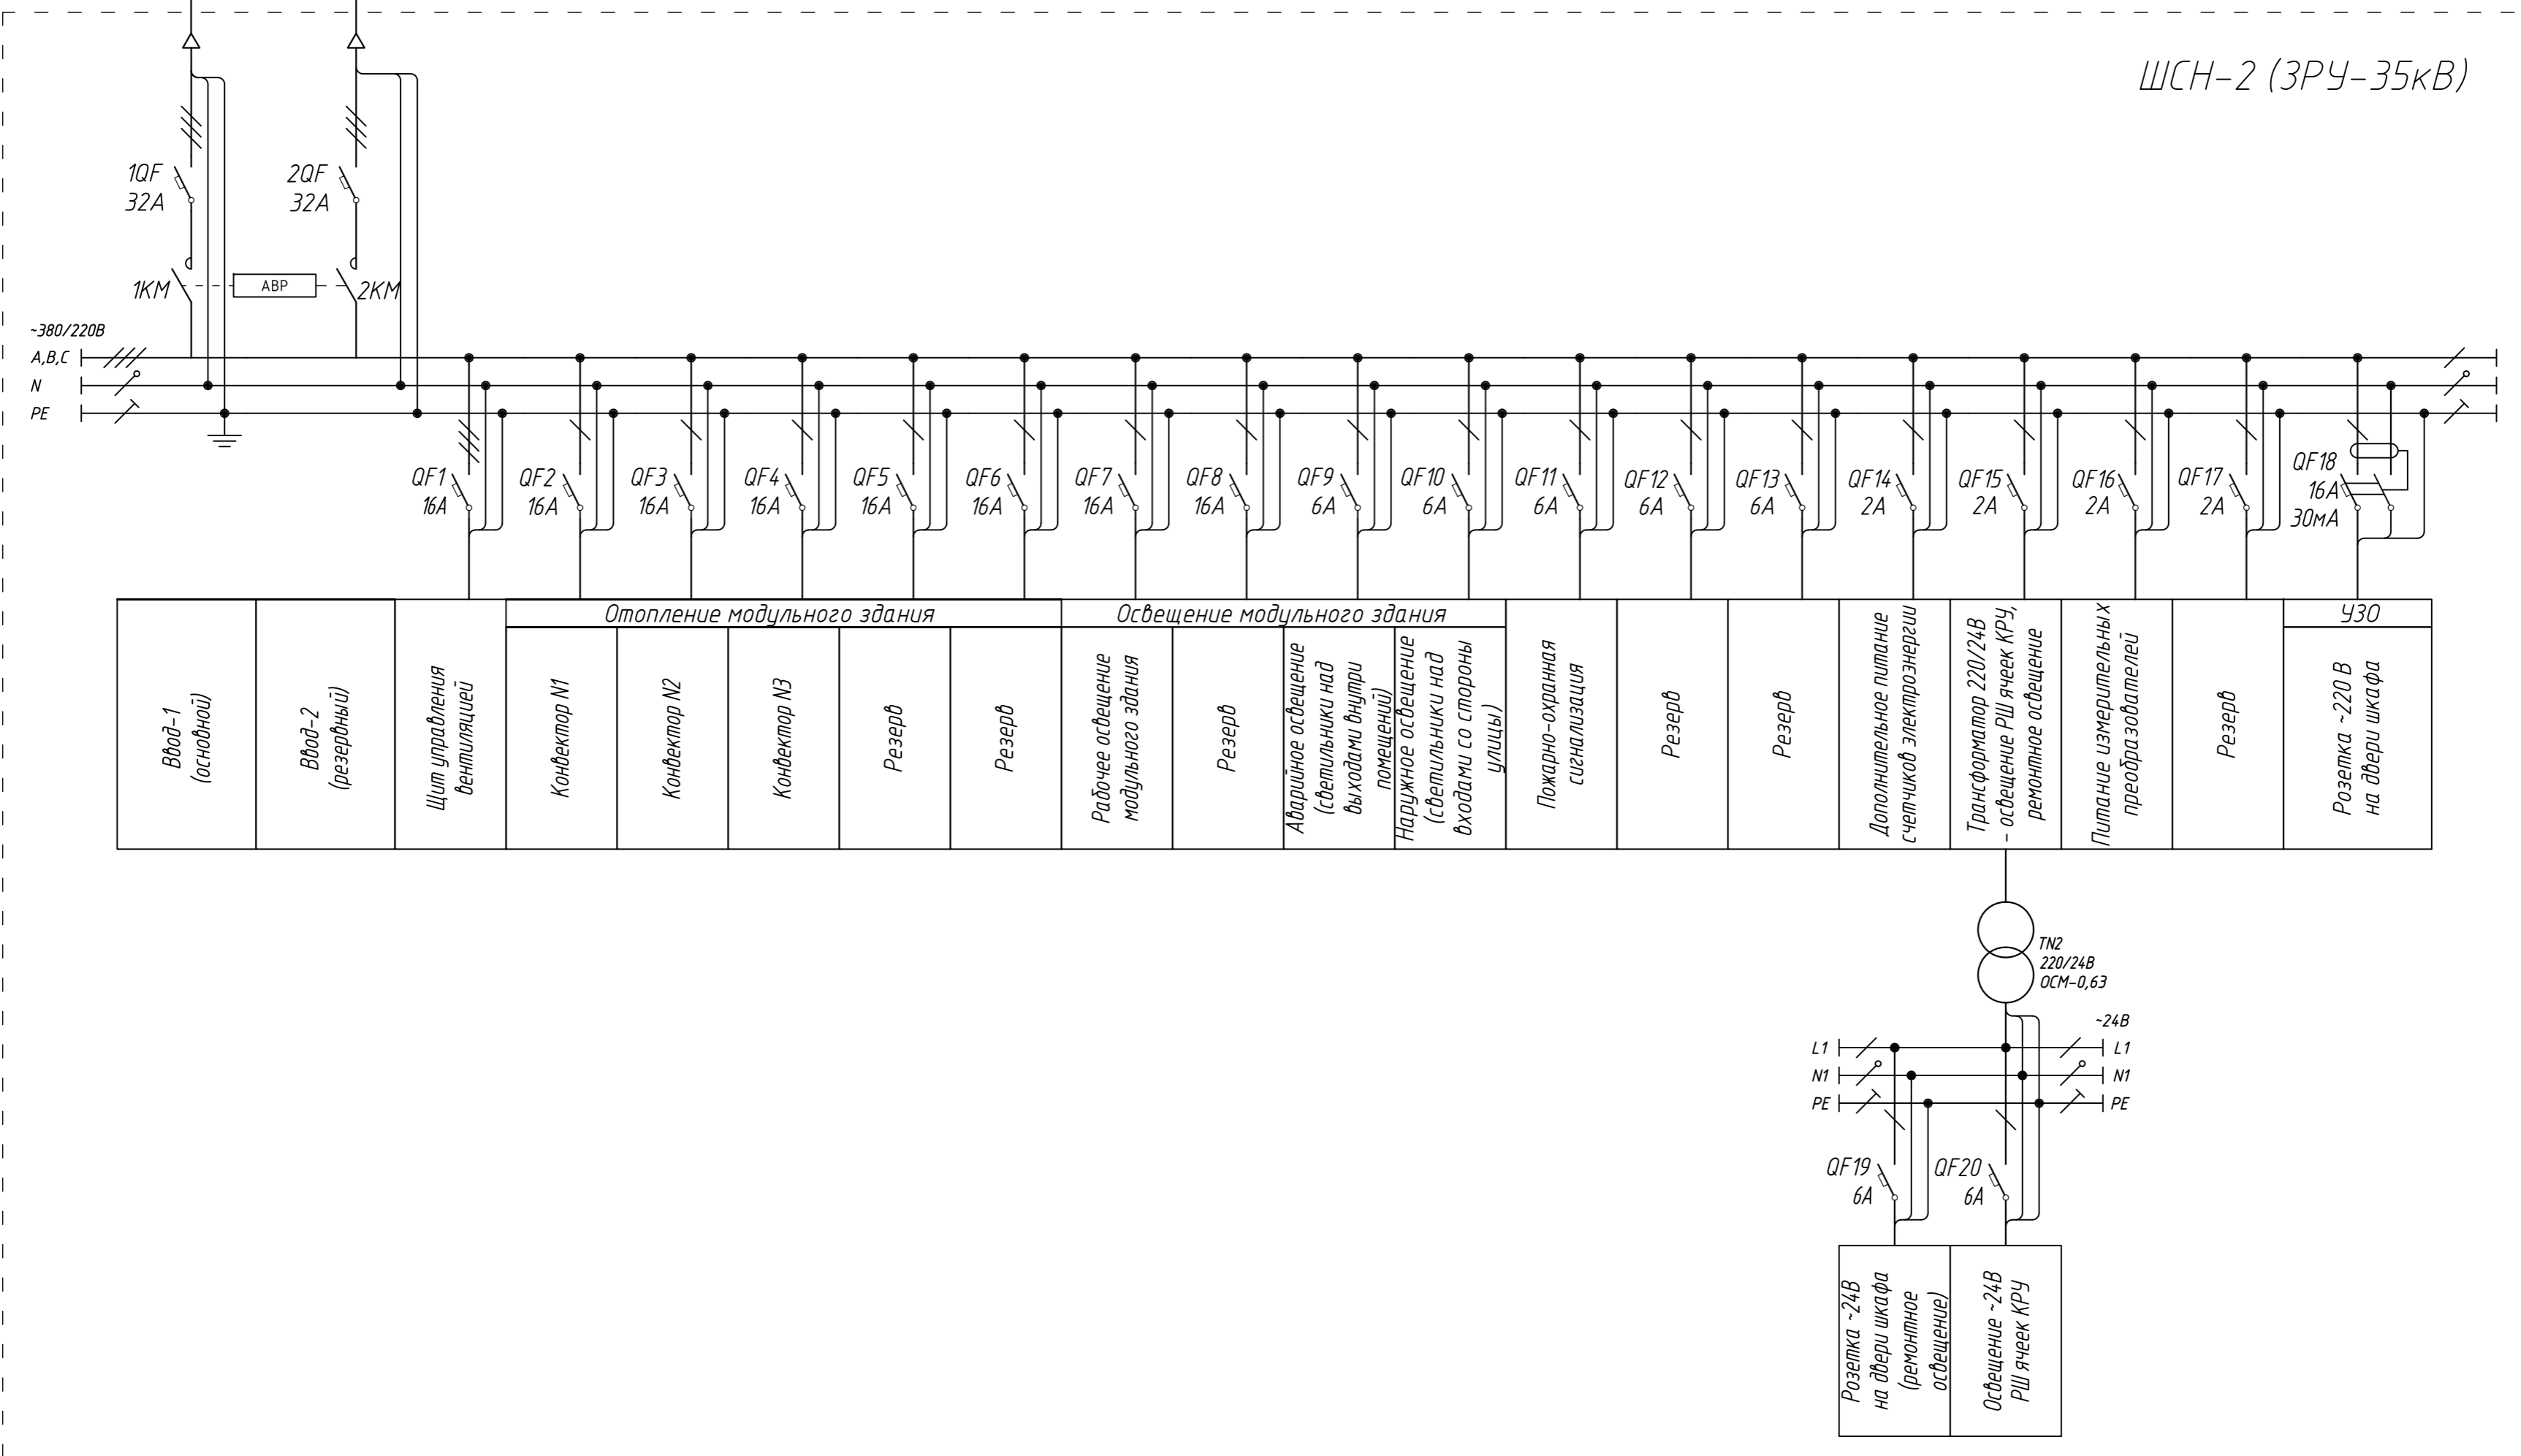 ШСН-2 (ЗРУ-35кВ)
1QF
32А
2QF
32А
1КМ
АВР
2КМ
~380/220В
А,В,С
N
PE
QF1
16А
QF2
16А
QF3
16А
QF4
16А
QF5
16А
QF6
16А
QF7
16А
QF8
16А
QF9
6А
QF10
6А
QF11
6А
QF12
6А
QF13
6А
QF14
2А
QF15
2А
QF16
2А
QF17
2А
QF18
16А
30мА
Отопление модульного здания
Освещение модульного здания
УЗО
Ввод-1
(основной)
Ввод-2
(резервный)
Щит управления
вентиляцией
Конвектор N1
Конвектор N2
Конвектор N3
Резерв
Резерв
Рабочее освещение
модульного здания
Резерв
Аварийное освещение
(светильники над
выходами внутри
помещений)
Наружное освещение
(светильники над
входами со стороны
улицы)
Пожарно-охранная
сигнализация
Резерв
Резерв
Дополнительное питание
счетчиков электроэнергии
Трансформатор 220/24В
- освещение РШ ячеек КРУ,
ремонтное освещение
Питание измерительных
преобразователей
Резерв
Розетка ~220 В
на двери шкафа
TN2
220/24В
ОСМ-0,63
~24В
L1
L1
N1
N1
PE
PE
QF19
6А
QF20
6А
Розетка ~24В
на двери шкафа
(ремонтное
освещение)
Освещение ~24В
РШ ячеек КРУ